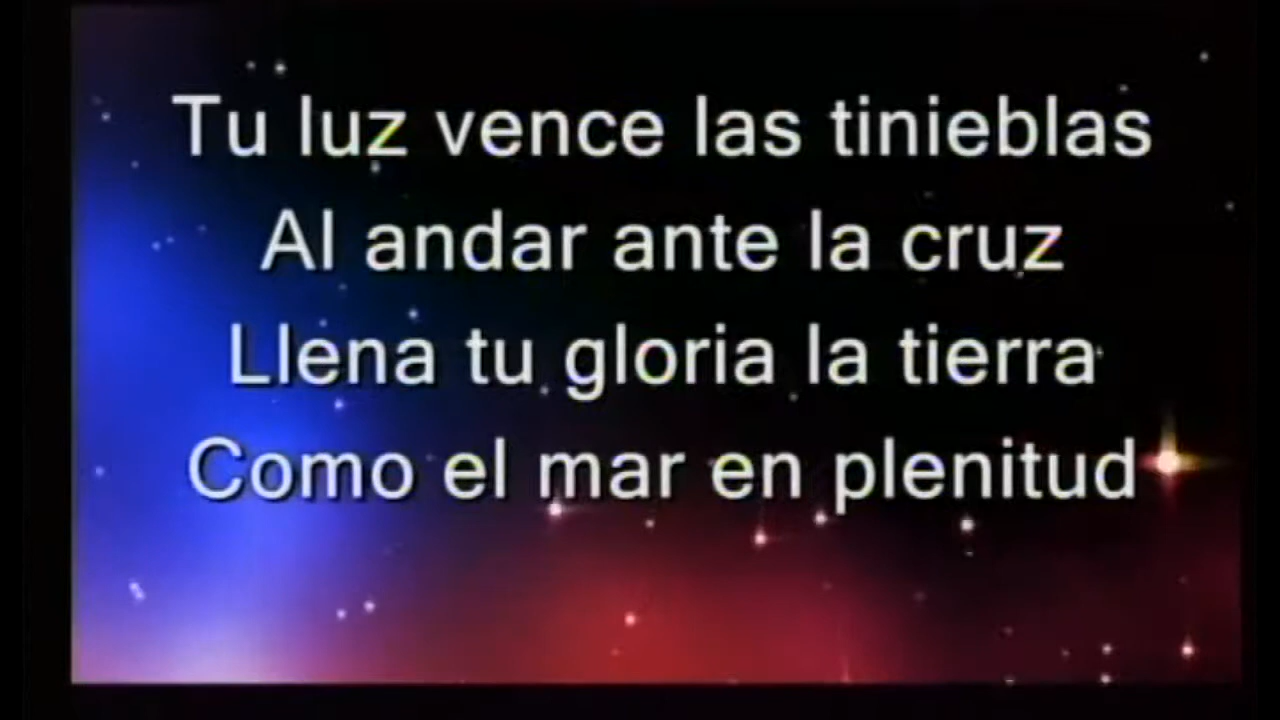 Tu luz vence las tinieblas
Al andar ante la cruz
Llena tu gloria la tierra
Como el mar en plenitud